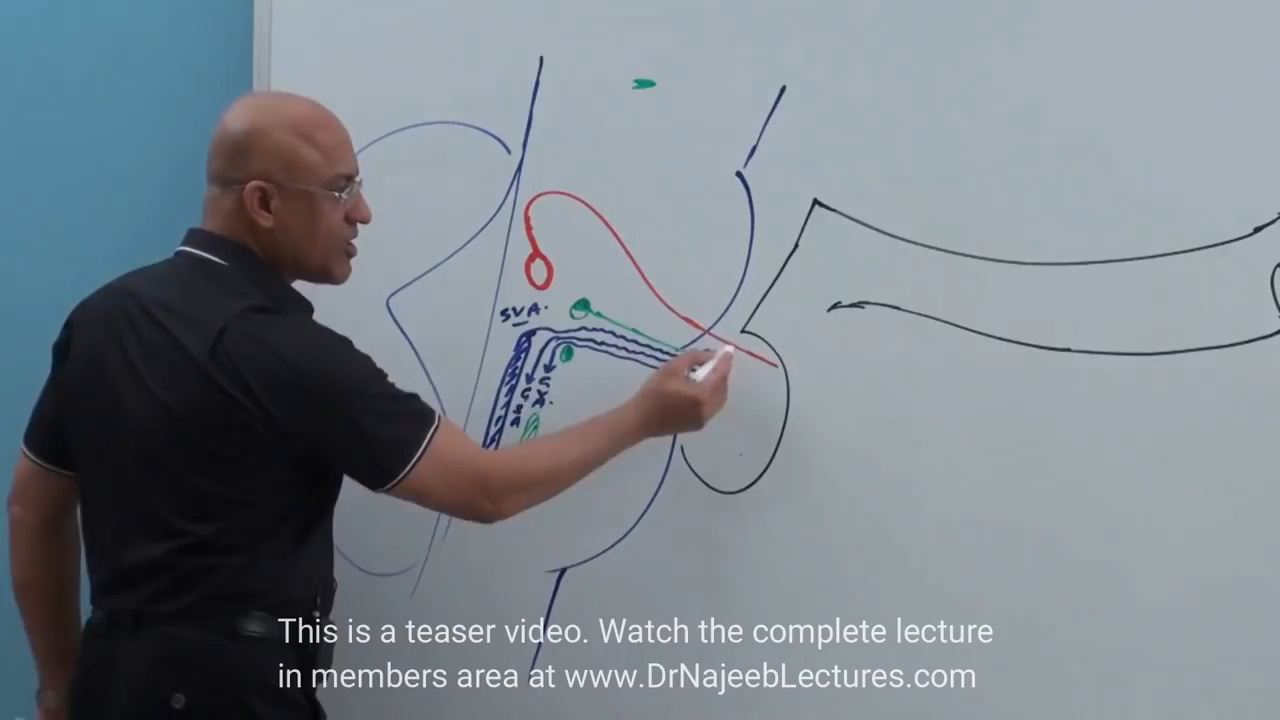 SVA.
This is a teaser video. Watch the complete lecture
in members area at www.DrNajeebLectures.com